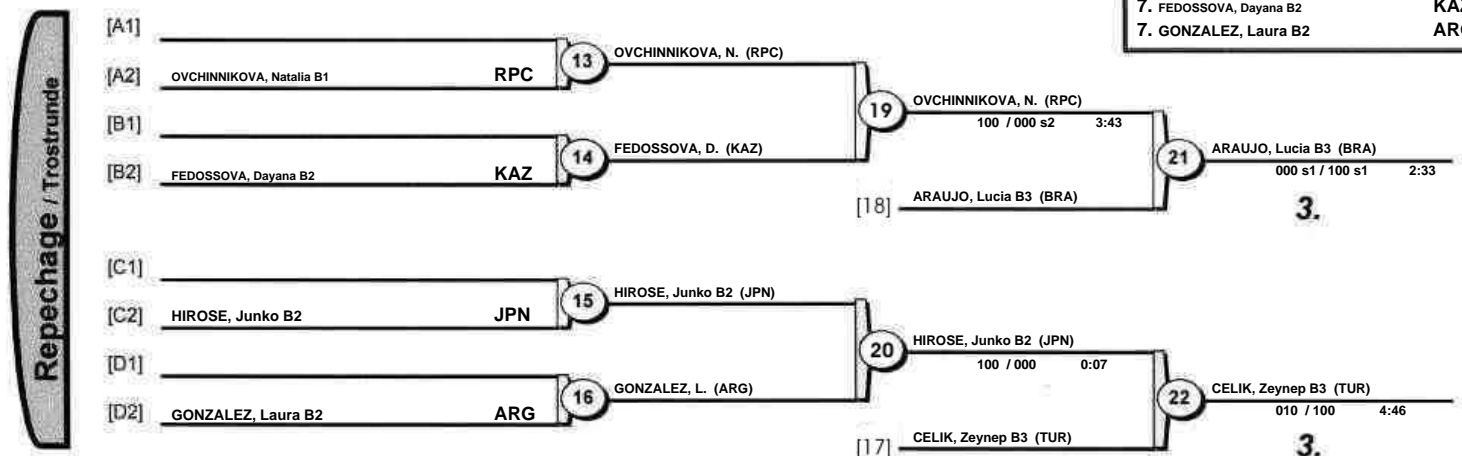 7. FEDOSSOVA, Dayana B2
7. GONZALEZ, Laura B2
Repechage / Trostrunde
[A1]
[A2] OVCHINNIKOVA, Natalia B1 RPC
13
OVCHINNIKOVA, N. (RPC)
[B1]
[B2] FEDOSSOVA, Dayana B2 KAZ
14
FEDOSSOVA, D. (KAZ)
19
OVCHINNIKOVA, N. (RPC)
100 / 000 s2 3:43
[18] ARAUJO, Lucia B3 (BRA)
21
ARAUJO, Lucia B3 (BRA)
000 s1 / 100 s1 2:33
3.
[C1]
[C2] HIROSE, Junko B2 JPN
15
HIROSE, Junko B2 (JPN)
[D1]
[D2] GONZALEZ, Laura B2 ARG
16
GONZALEZ, L. (ARG)
20
HIROSE, Junko B2 (JPN)
100 / 000 0:07
[17] CELIK, Zeynep B3 (TUR)
22
CELIK, Zeynep B3 (TUR)
010 / 100 4:46
3.